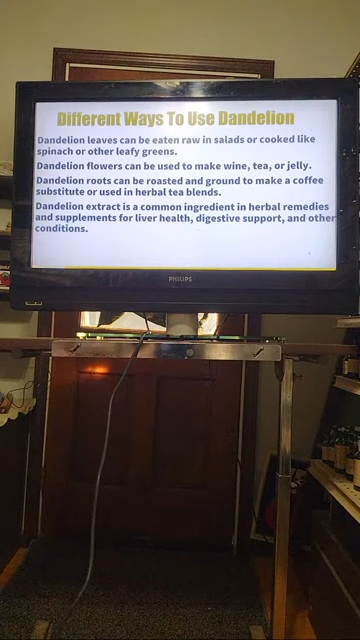 Different Ways To Use Dandelion
Dandelion leaves can be eaten raw in salads or cooked like
spinach or other leafy greens.
Dandelion flowers can be used to make wine, tea, or jelly.
Dandelion roots can be roasted and ground to make a coffee
substitute or used in herbal tea blends.
Dandelion extract is a common ingredient in herbal remedies
and supplements for liver health, digestive support, and other
conditions.
PHILIPS